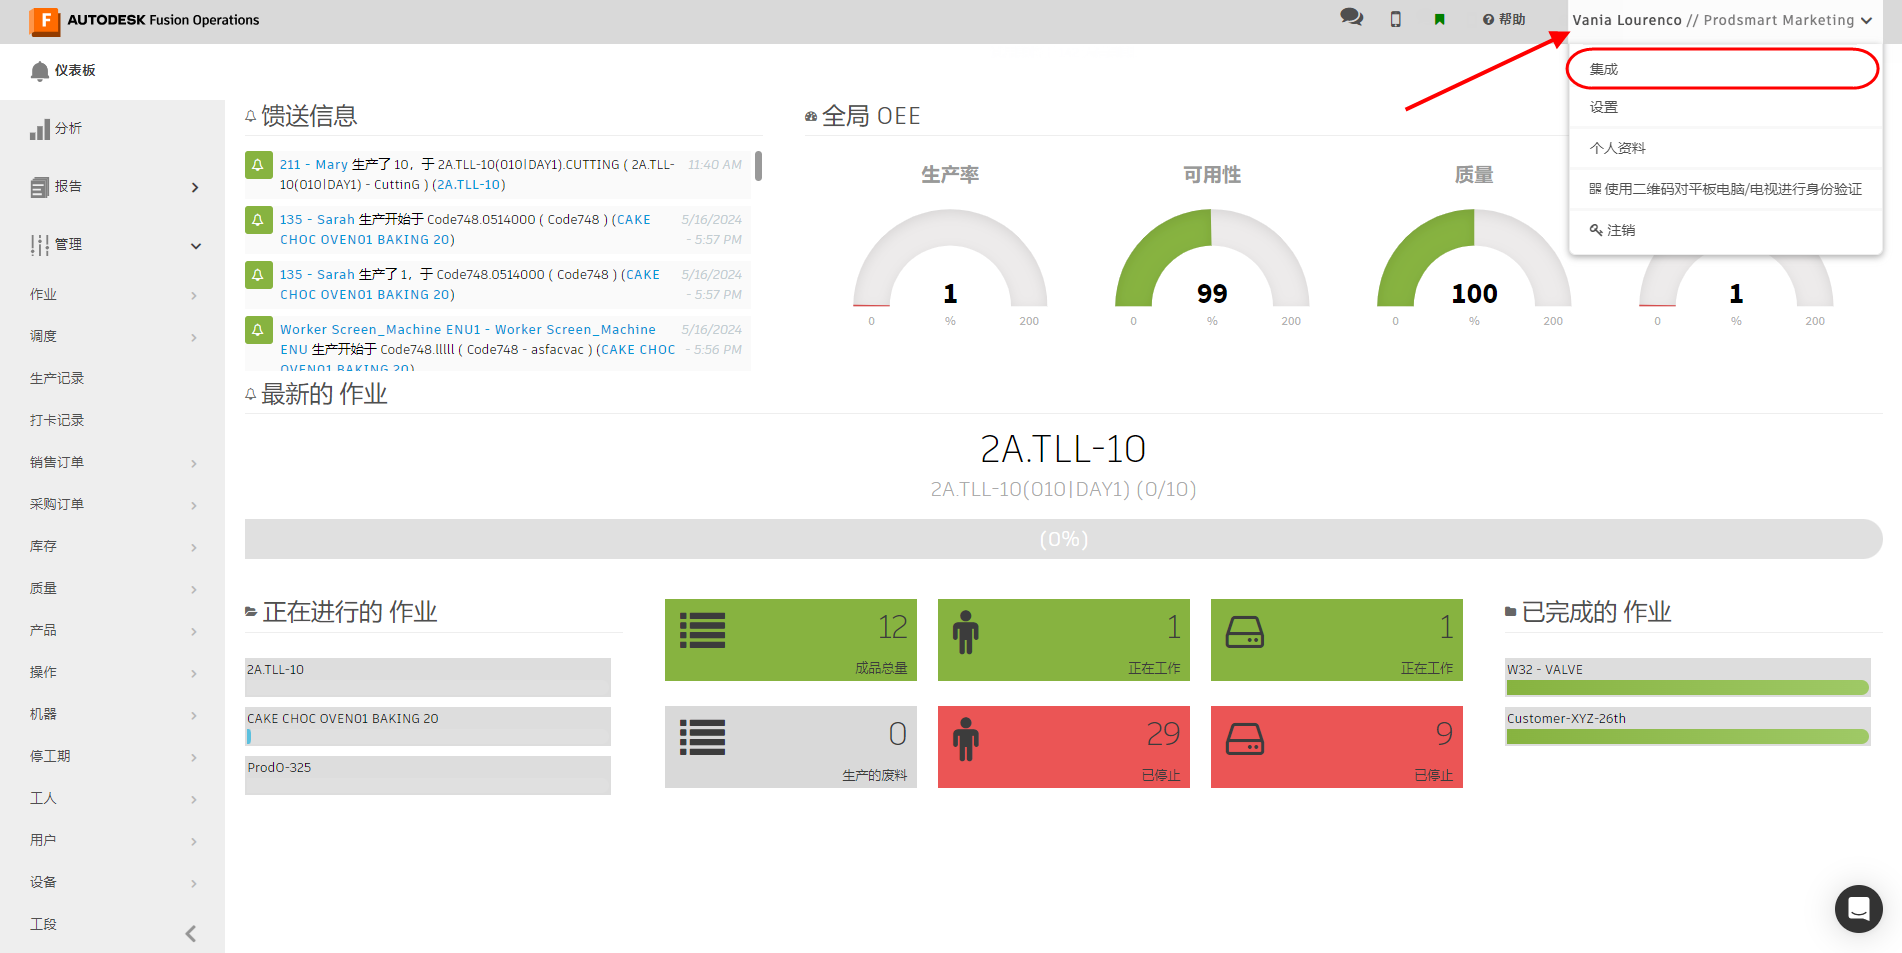 AUTODESK Fusion Operations
帮助
Vania Lourenco // Prodsmart Marketing
集成
设置
个人资料
使用二维码对平板电脑/电视进行身份验证
注销
仪表板
分析
报告
管理
作业
调度
生产记录
打卡记录
销售订单
采购订单
库存
质量
产品
操作
机器
停工期
工人
用户
设备
工段
馈送信息
211 - Mary 生产了 10，于 2A.TLL-10(010|DAY1).CUTTING ( 2A.TLL- 11:40 AM
10(010|DAY1) - CuttinG ) (2A.TLL-10)
135 - Sarah 生产开始于 Code748.0514000 ( Code748 ) (CAKE 5/16/2024
CHOC OVEN01 BAKING 20) - 5:57 PM
135 - Sarah 生产了 1，于 Code748.0514000 ( Code748 ) (CAKE 5/16/2024
CHOC OVEN01 BAKING 20) - 5:57 PM
Worker Screen_Machine ENU1 - Worker Screen_Machine 5/16/2024
ENU 生产开始于 Code748.lllll ( Code748 - asfacvac ) (CAKE CHOC - 5:56 PM
OVEN01 BAKING 20)
全局 OEE
生产率
1
0 % 200
可用性
99
0 % 200
质量
100
0 % 200
1
0 % 200
最新的 作业
2A.TLL-10
2A.TLL-10(010|DAY1) (0/10)
(0%)
正在进行的 作业
2A.TLL-10
CAKE CHOC OVEN01 BAKING 20
ProdO-325
12
成品总量
1
正在工作
1
正在工作
0
生产的废料
29
已停止
9
已停止
已完成的 作业
W32 - VALVE
Customer-XYZ-26th